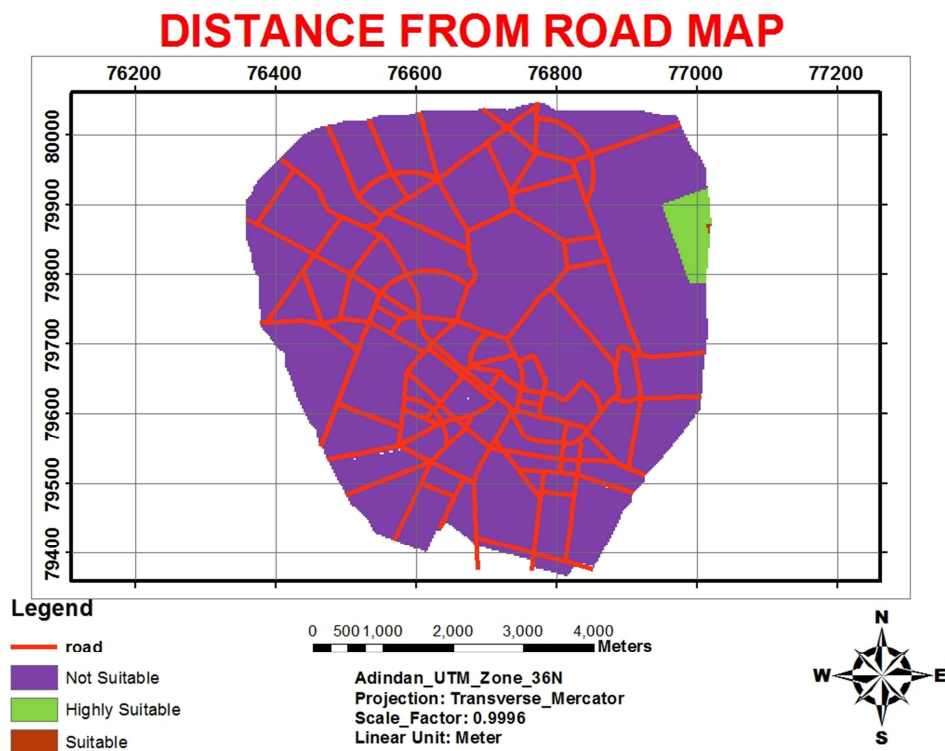 DISTANCE FROM ROAD MAP
76200 76400 76600 76800 77000 77200
80000
79900
79800
79700
79600
79500
79400
Legend
road
Not Suitable
Highly Suitable
Suitable
0 500 1,000 2,000 3,000 4,000
Meters
Adindan_UTM_Zone_36N
Projection: Transverse_Mercator
Scale_Factor: 0.9996
Linear Unit: Meter
N
W E
S